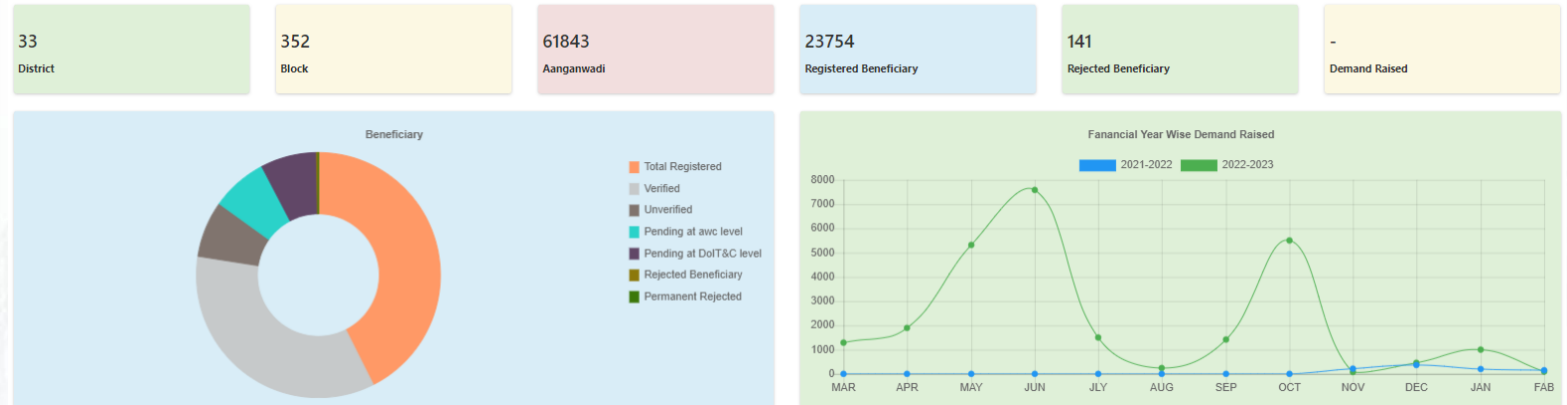 33
District
352
Block
61843
Aanganwadi
23754
Registered Beneficiary
141
Rejected Beneficiary
-
Demand Raised
Beneficiary
Total Registered
Verified
Unverified
Pending at awc level
Pending at DoIT&C level
Rejected Beneficiary
Permanent Rejected
Fanancial Year Wise Demand Raised
2021-2022 2022-2023
8000
7000
6000
5000
4000
3000
2000
1000
0
MAR APR MAY JUN JLY AUG SEP OCT NOV DEC JAN FAB